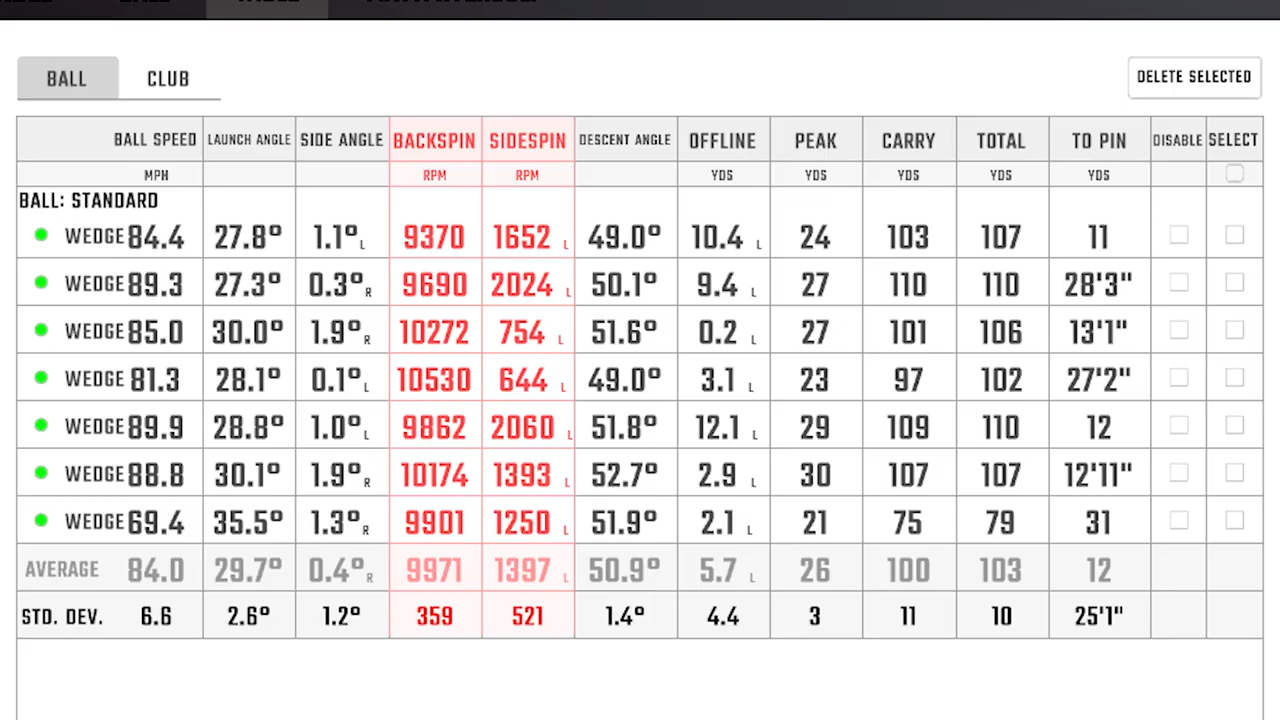 BALL CLUB DELETE SELECTED
BALL SPEED LAUNCH ANGLE SIDE ANGLE BACKSPIN SIDESPIN DESCENT ANGLE OFFLINE PEAK CARRY TOTAL TO PIN DISABLE SELECT
MPH RPM RPM YDS YDS YDS YDS YDS
BALL: STANDARD
WEDGE 84.4 27.8° 1.1° L 9370 1652 L 49.0° 10.4 L 24 103 107 11
WEDGE 89.3 27.3° 0.3° R 9690 2024 L 50.1° 9.4 L 27 110 110 28'3"
WEDGE 85.0 30.0° 1.9° R 10272 754 L 51.6° 0.2 L 27 101 106 13'1"
WEDGE 81.3 28.1° 0.1° L 10530 644 L 49.0° 3.1 L 23 97 102 27'2"
WEDGE 89.9 28.8° 1.0° L 9862 2060 L 51.8° 12.1 L 29 109 110 12
WEDGE 88.8 30.1° 1.9° R 10174 1393 L 52.7° 2.9 L 30 107 107 12'11"
WEDGE 69.4 35.5° 1.3° R 9901 1250 L 51.9° 2.1 L 21 75 79 31
AVERAGE 84.0 29.7° 0.4° R 9971 1397 L 50.9° 5.7 L 26 100 103 12
STD. DEV. 6.6 2.6° 1.2° 359 521 1.4° 4.4 3 11 10 25'1"